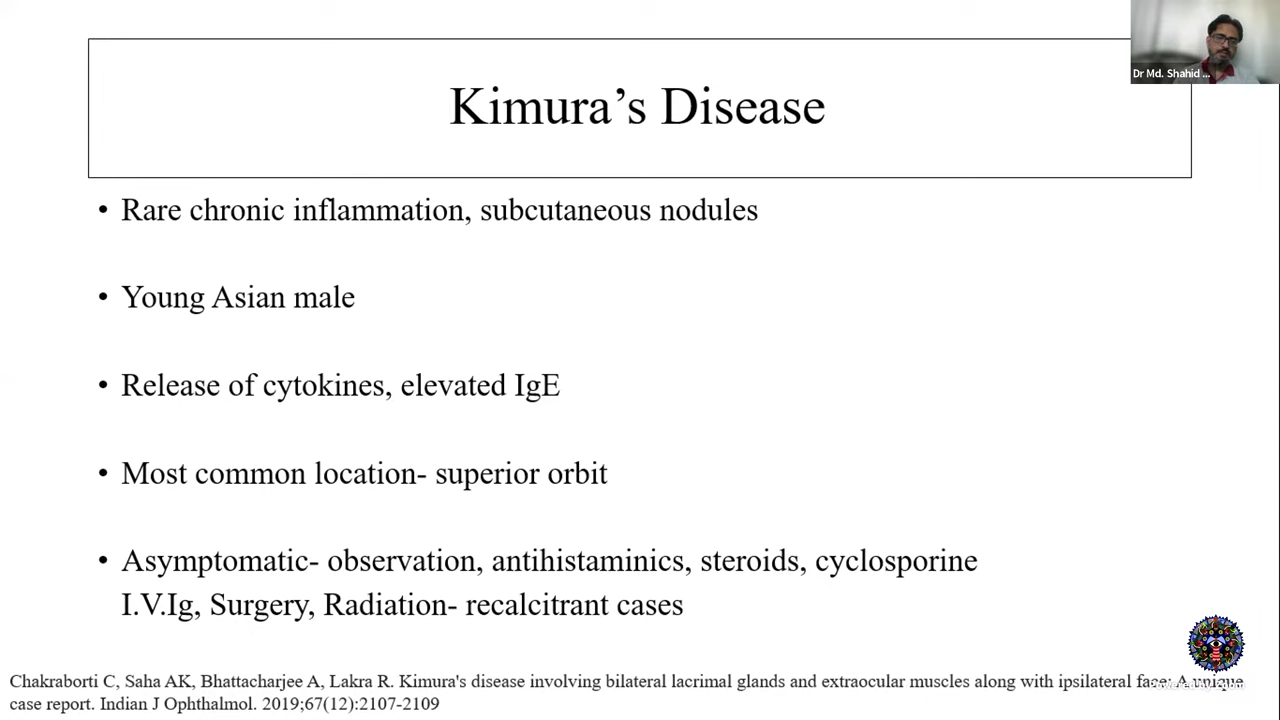 Dr Md. Shahid ...
Kimura's Disease
• Rare chronic inflammation, subcutaneous nodules
• Young Asian male
• Release of cytokines, elevated IgE
• Most common location- superior orbit
• Asymptomatic- observation, antihistaminics, steroids, cyclosporine
I.V.Ig, Surgery, Radiation- recalcitrant cases
Chakraborti C, Saha AK, Bhattacharjee A, Lakra R. Kimura's disease involving bilateral lacrimal glands and extraocular muscles along with ipsilateral face: A unique
case report. Indian J Ophthalmol. 2019;67(12):2107-2109